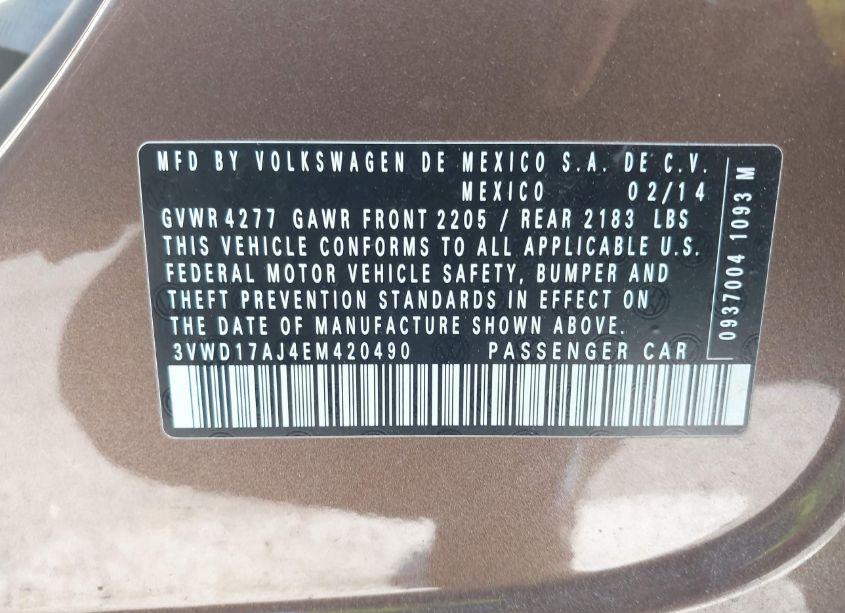 MFD BY VOLKSWAGEN DE MEXICO S.A. DE C.V.
MEXICO 02/14
GVWR 4277 GAWR FRONT 2205 / REAR 2183 LBS
THIS VEHICLE CONFORMS TO ALL APPLICABLE U.S.
FEDERAL MOTOR VEHICLE SAFETY, BUMPER AND
THEFT PREVENTION STANDARDS IN EFFECT ON
THE DATE OF MANUFACTURE SHOWN ABOVE.
3VWD17AJ4EM420490 PASSENGER CAR
0937004 1093 M